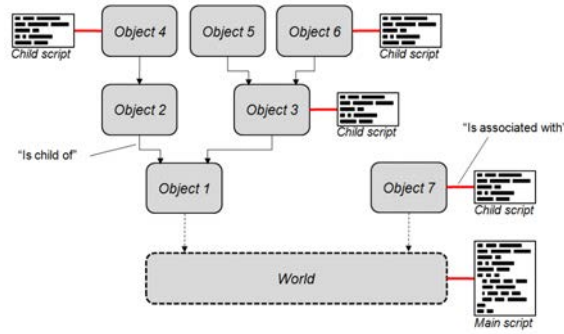 Object 4
Object 5
Object 6
Child script
Child script
Object 2
Object 3
Child script
"Is child of"
"Is associated with"
Object 1
Object 7
Child script
World
Main script